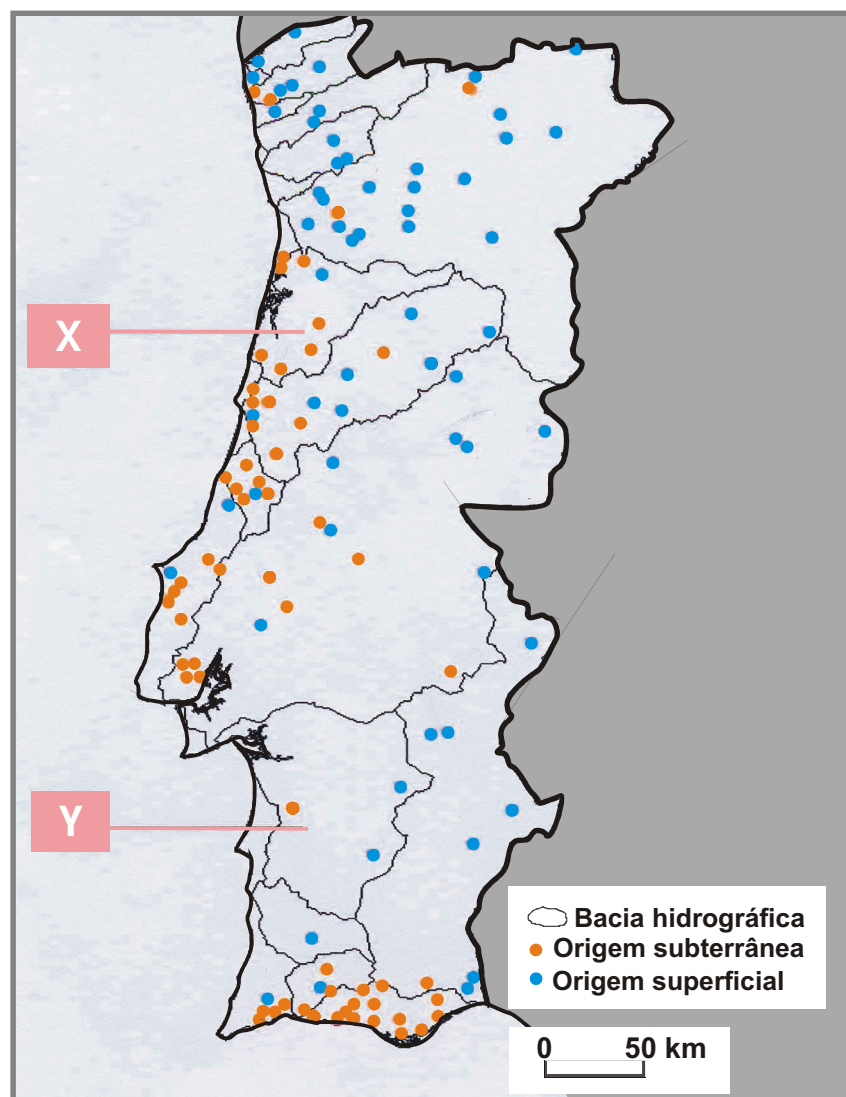 X
Y
Bacia hidrográfica
Origem subterrânea
Origem superficial
0 50 km